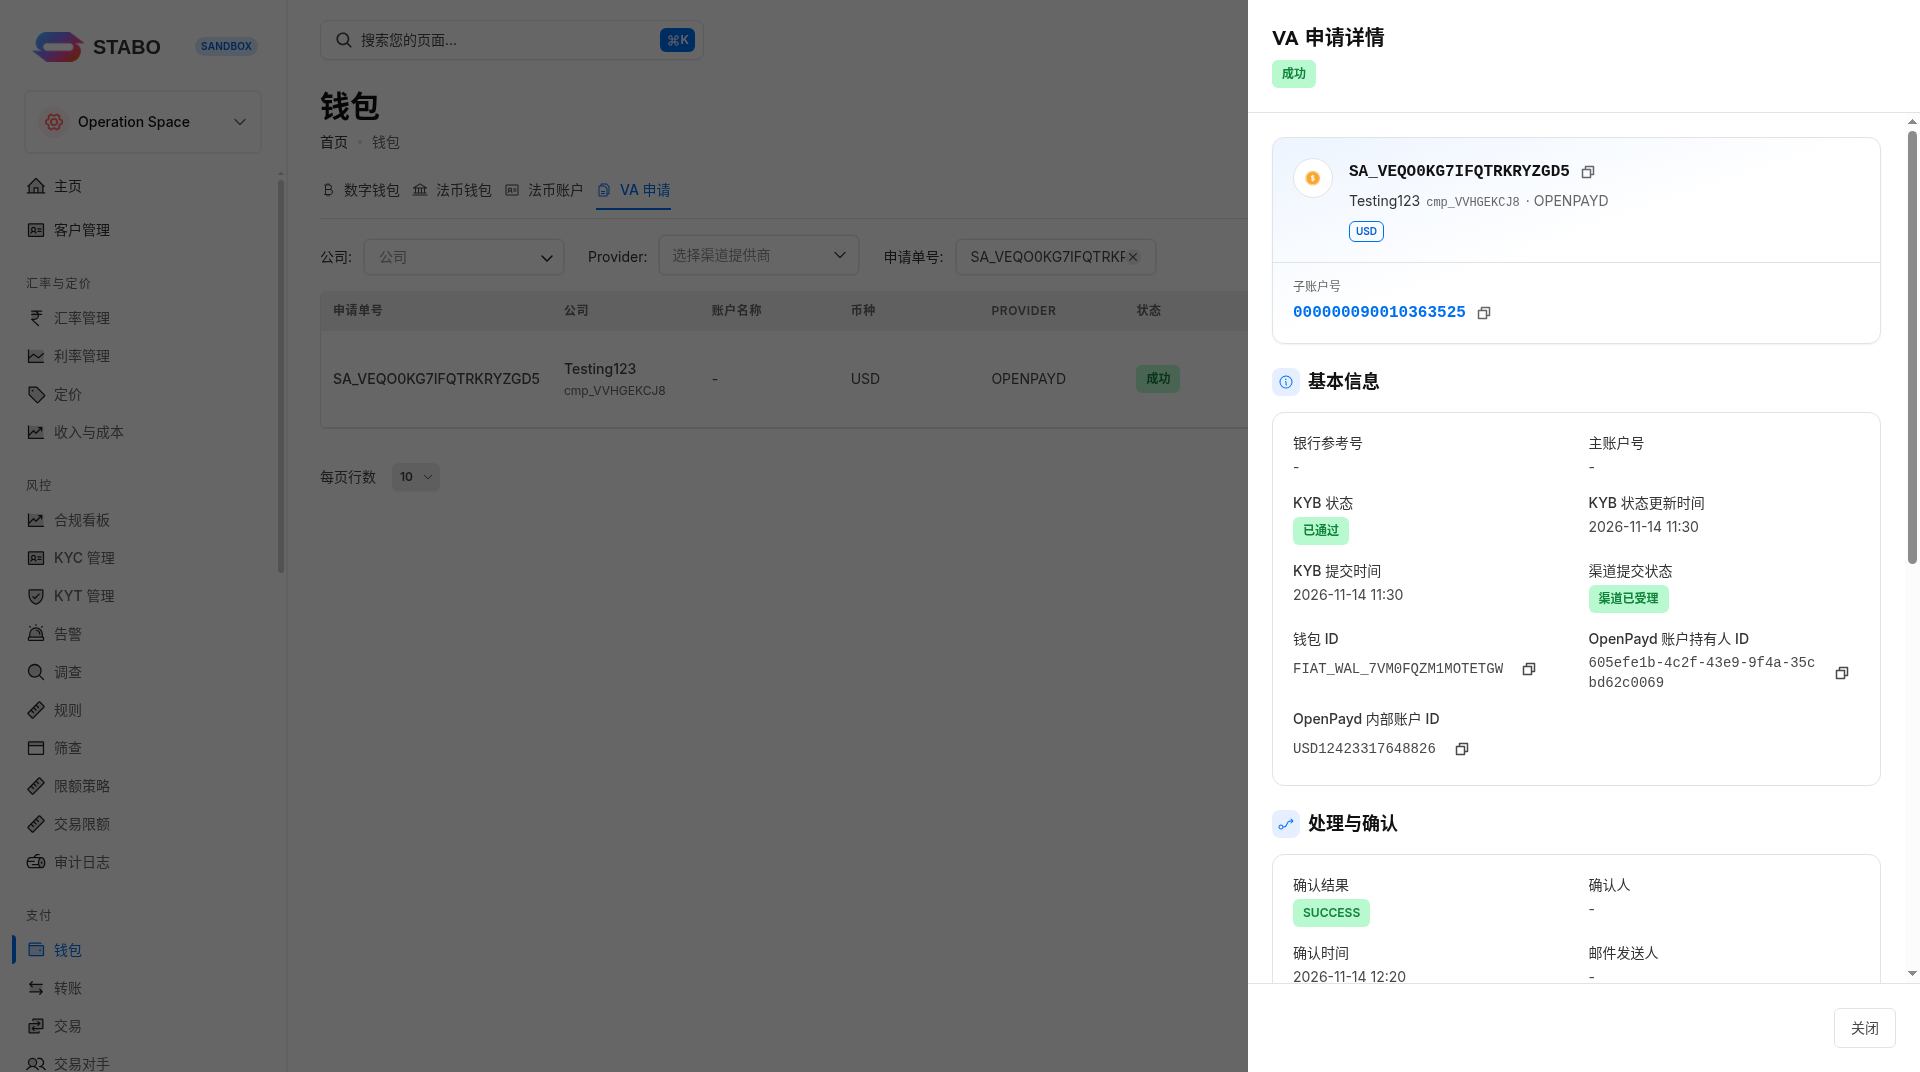 STABO
SANDBOX
Operation Space
主页
客户管理
汇率与定价
汇率管理
利率管理
定价
收入与成本
风控
合规看板
KYC 管理
KYT 管理
告警
调查
规则
筛查
限额策略
交易限额
审计日志
支付
钱包
转账
交易
交易对手
搜索您的页面...
⌘K
钱包
首页 • 钱包
数字钱包 法币钱包 法币账户 VA 申请
公司: 公司 Provider: 选择渠道提供商 申请单号: SA_VEQO0KG7IFQTRKF
申请单号 公司 账户名称 币种 PROVIDER 状态
SA_VEQO0KG7IFQTRKRYZGD5 Testing123 - USD OPENPAYD 成功
cmp_VVHGEKCJ8
每页行数 10
VA 申请详情
成功
SA_VEQO0KG7IFQTRKRYZGD5
Testing123 cmp_VVHGEKCJ8 · OPENPAYD
USD
子账户号
000000090010363525
基本信息
银行参考号 主账户号
- -
KYB 状态 KYB 状态更新时间
已通过 2026-11-14 11:30
KYB 提交时间 渠道提交状态
2026-11-14 11:30 渠道已受理
钱包 ID OpenPayd 账户持有人 ID
FIAT_WAL_7VM0FQZM1MOTETGW 605efe1b-4c2f-43e9-9f4a-35c
bd62c0069
OpenPayd 内部账户 ID
USD12423317648826
处理与确认
确认结果 确认人
SUCCESS -
确认时间 邮件发送人
2026-11-14 12:20 -
关闭